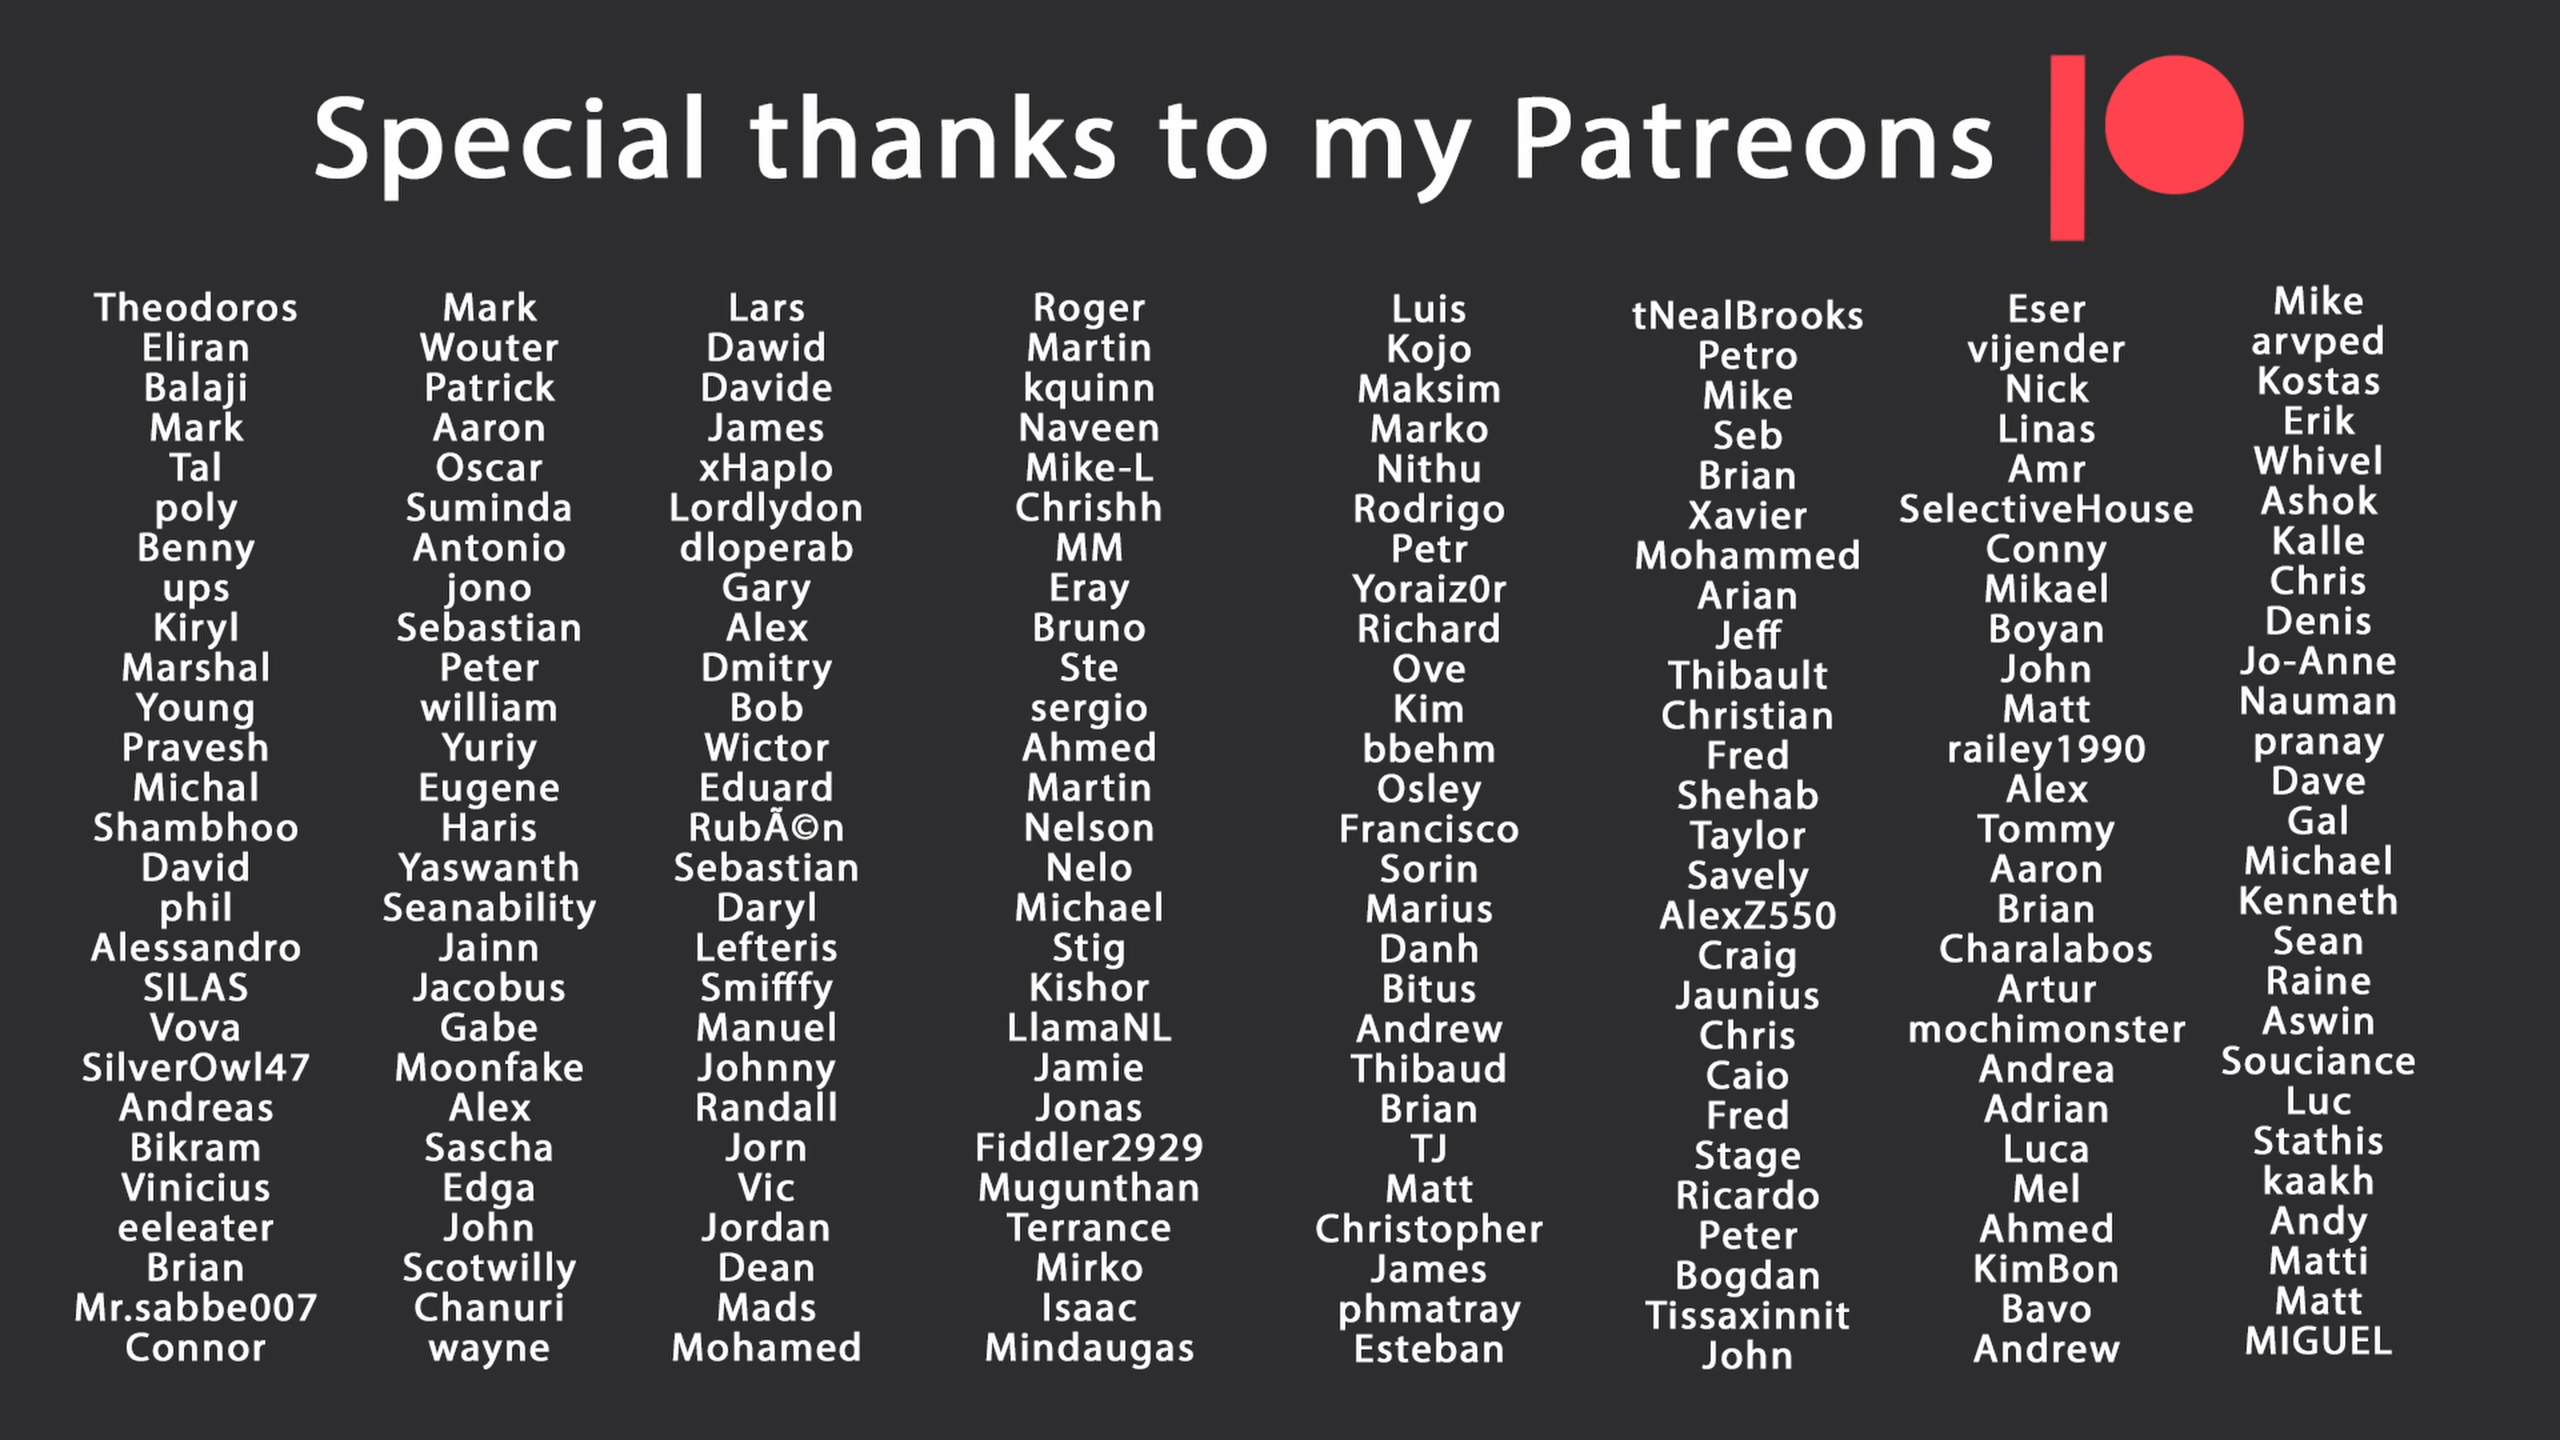 Special thanks to my Patreons
Theodoros
Eliran
Balaji
Mark
Tal
poly
Benny
ups
Kiryl
Marshal
Young
Pravesh
Michal
Shambhoo
David
phil
Alessandro
SILAS
Vova
SilverOwl47
Andreas
Bikram
Vinicius
eeleater
Brian
Mr.sabbe007
Connor
Mark
Wouter
Patrick
Aaron
Oscar
Suminda
Antonio
jono
Sebastian
Peter
william
Yuriy
Eugene
Haris
Yaswanth
Seanability
Jainn
Jacobus
Gabe
Moonfake
Alex
Sascha
Edga
John
Scotwilly
Chanuri
wayne
Lars
Dawid
Davide
James
xHaplo
Lordlydon
dloperab
Gary
Alex
Dmitry
Bob
Wictor
Eduard
RubÃ©n
Sebastian
Daryl
Lefteris
Smifffy
Manuel
Johnny
Randall
Jorn
Vic
Jordan
Dean
Mads
Mohamed
Roger
Martin
kquinn
Naveen
Mike-L
Chrishh
MM
Eray
Bruno
Ste
sergio
Ahmed
Martin
Nelson
Nelo
Michael
Stig
Kishor
LlamaNL
Jamie
Jonas
Fiddler2929
Mugunthan
Terrance
Mirko
Isaac
Mindaugas
Luis
Kojo
Maksim
Marko
Nithu
Rodrigo
Petr
Yoraiz0r
Richard
Ove
Kim
bbehm
Osley
Francisco
Sorin
Marius
Danh
Bitus
Andrew
Thibaud
Brian
TJ
Matt
Christopher
James
phmatray
Esteban
tNealBrooks
Petro
Mike
Seb
Brian
Xavier
Mohammed
Arian
Jeff
Thibault
Christian
Fred
Shehab
Taylor
Savely
AlexZ550
Craig
Jaunius
Chris
Caio
Fred
Stage
Ricardo
Peter
Bogdan
Tissaxinnit
John
Eser
vijender
Nick
Linas
Amr
SelectiveHouse
Conny
Mikael
Boyan
John
Matt
railey1990
Alex
Tommy
Aaron
Brian
Charalabos
Artur
mochimonster
Andrea
Adrian
Luca
Mel
Ahmed
KimBon
Bavo
Andrew
Mike
arvped
Kostas
Erik
Whivel
Ashok
Kalle
Chris
Denis
Jo-Anne
Nauman
pranay
Dave
Gal
Michael
Kenneth
Sean
Raine
Aswin
Souciance
Luc
Stathis
kaakh
Andy
Matti
Matt
MIGUEL